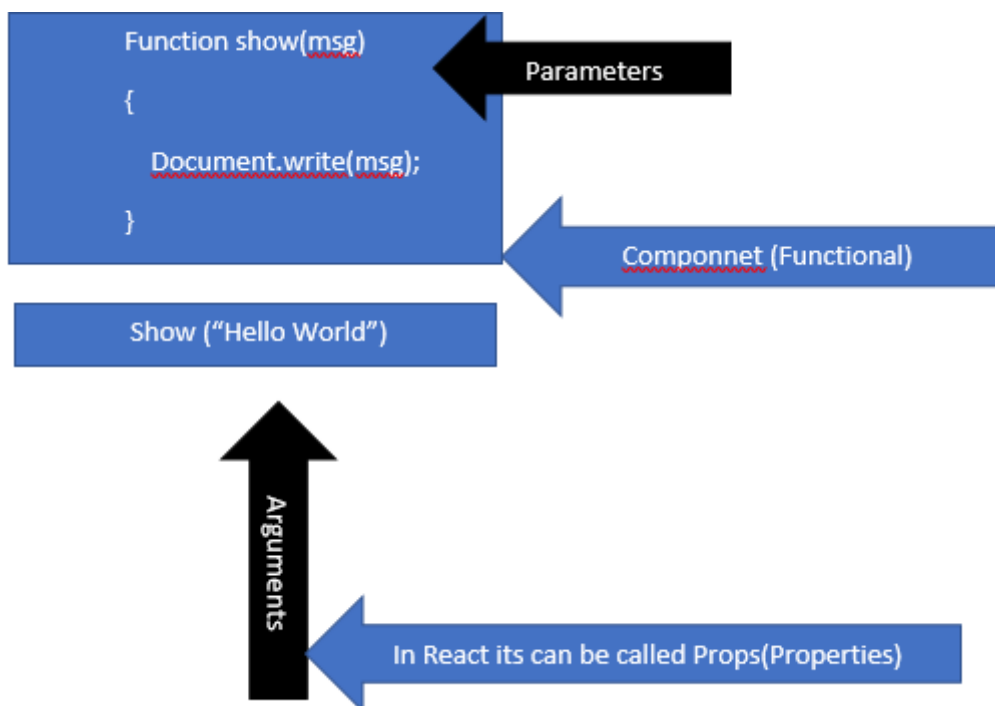 Function show(msg)
Parameters
{
Document.write(msg);
}
Componnet (Functional)
Show (“Hello World”)
Arguments
In React its can be called Props(Properties)